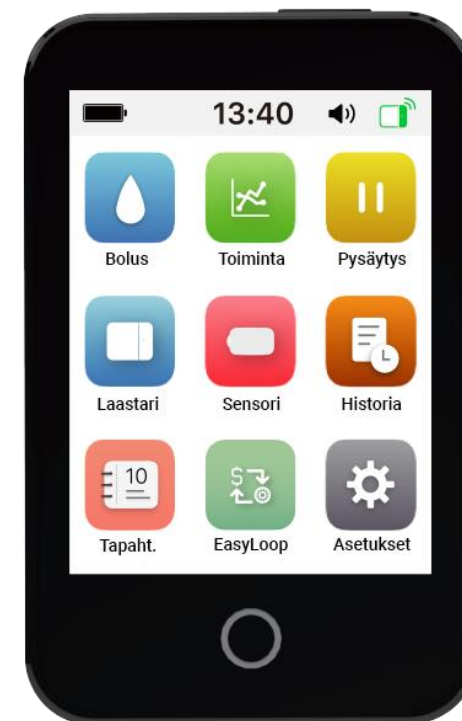 13:40
Bolus
Toiminta
Pysäytys
Laastari
Sensori
Historia
10
Tapaht.
EasyLoop
Asetukset